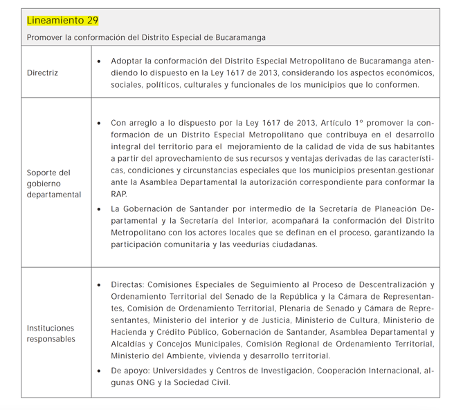 Lineamiento 29
Promover la conformación del Distrito Especial de Bucaramanga
Directriz
• Adoptar la conformación del Distrito Especial Metropolitano de Bucaramanga aten-
diendo lo dispuesto en la Ley 1617 de 2013, considerando los aspectos económicos,
sociales, políticos, culturales y funcionales de los municipios que lo conformen.
Soporte del
gobierno
departamental
• Con arreglo a lo dispuesto por la Ley 1617 de 2013, Artículo 1º promover la con-
formación de un Distrito Especial Metropolitano que contribuya en el desarrollo
integral del territorio para el mejoramiento de la calidad de vida de sus habitantes
a partir del aprovechamiento de sus recursos y ventajas derivadas de las característi-
cas, condiciones y circunstancias especiales que los municipios presentan.gestionar
ante la Asamblea Departamental la autorización correspondiente para conformar la
RAP.
• La Gobernación de Santander por intermedio de la Secretaria de Planeación De-
partamental y la Secretaría del Interior, acompañará la conformación del Distrito
Metropolitano con los actores locales que se definan en el proceso, garantizando la
participación comunitaria y las veedurías ciudadanas.
Instituciones
responsables
• Directas: Comisiones Especiales de Seguimiento al Proceso de Descentralización y
Ordenamiento Territorial del Senado de la República y la Cámara de Representan-
tes, Comisión de Ordenamiento Territorial, Plenaria de Senado y Cámara de Repre-
sentantes, Ministerio del interior y de Justicia, Ministerio de Cultura, Ministerio de
Hacienda y Crédito Público, Gobernación de Santander, Asamblea Departamental y
Alcaldías y Concejos Municipales, Comisión Regional de Ordenamiento Territorial,
Ministerio del Ambiente, vivienda y desarrollo territorial.
• De apoyo: Universidades y Centros de Investigación, Cooperación Internacional, al-
gunas ONG y la Sociedad Civil.